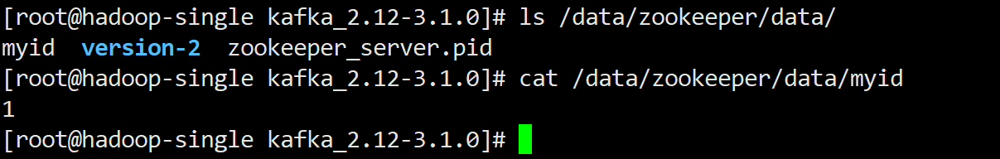 [root@hadoop-single kafka_2.12-3.1.0]# ls /data/zookeeper/data/
myid  version-2  zookeeper_server.pid
[root@hadoop-single kafka_2.12-3.1.0]# cat /data/zookeeper/data/myid
1
[root@hadoop-single kafka_2.12-3.1.0]#